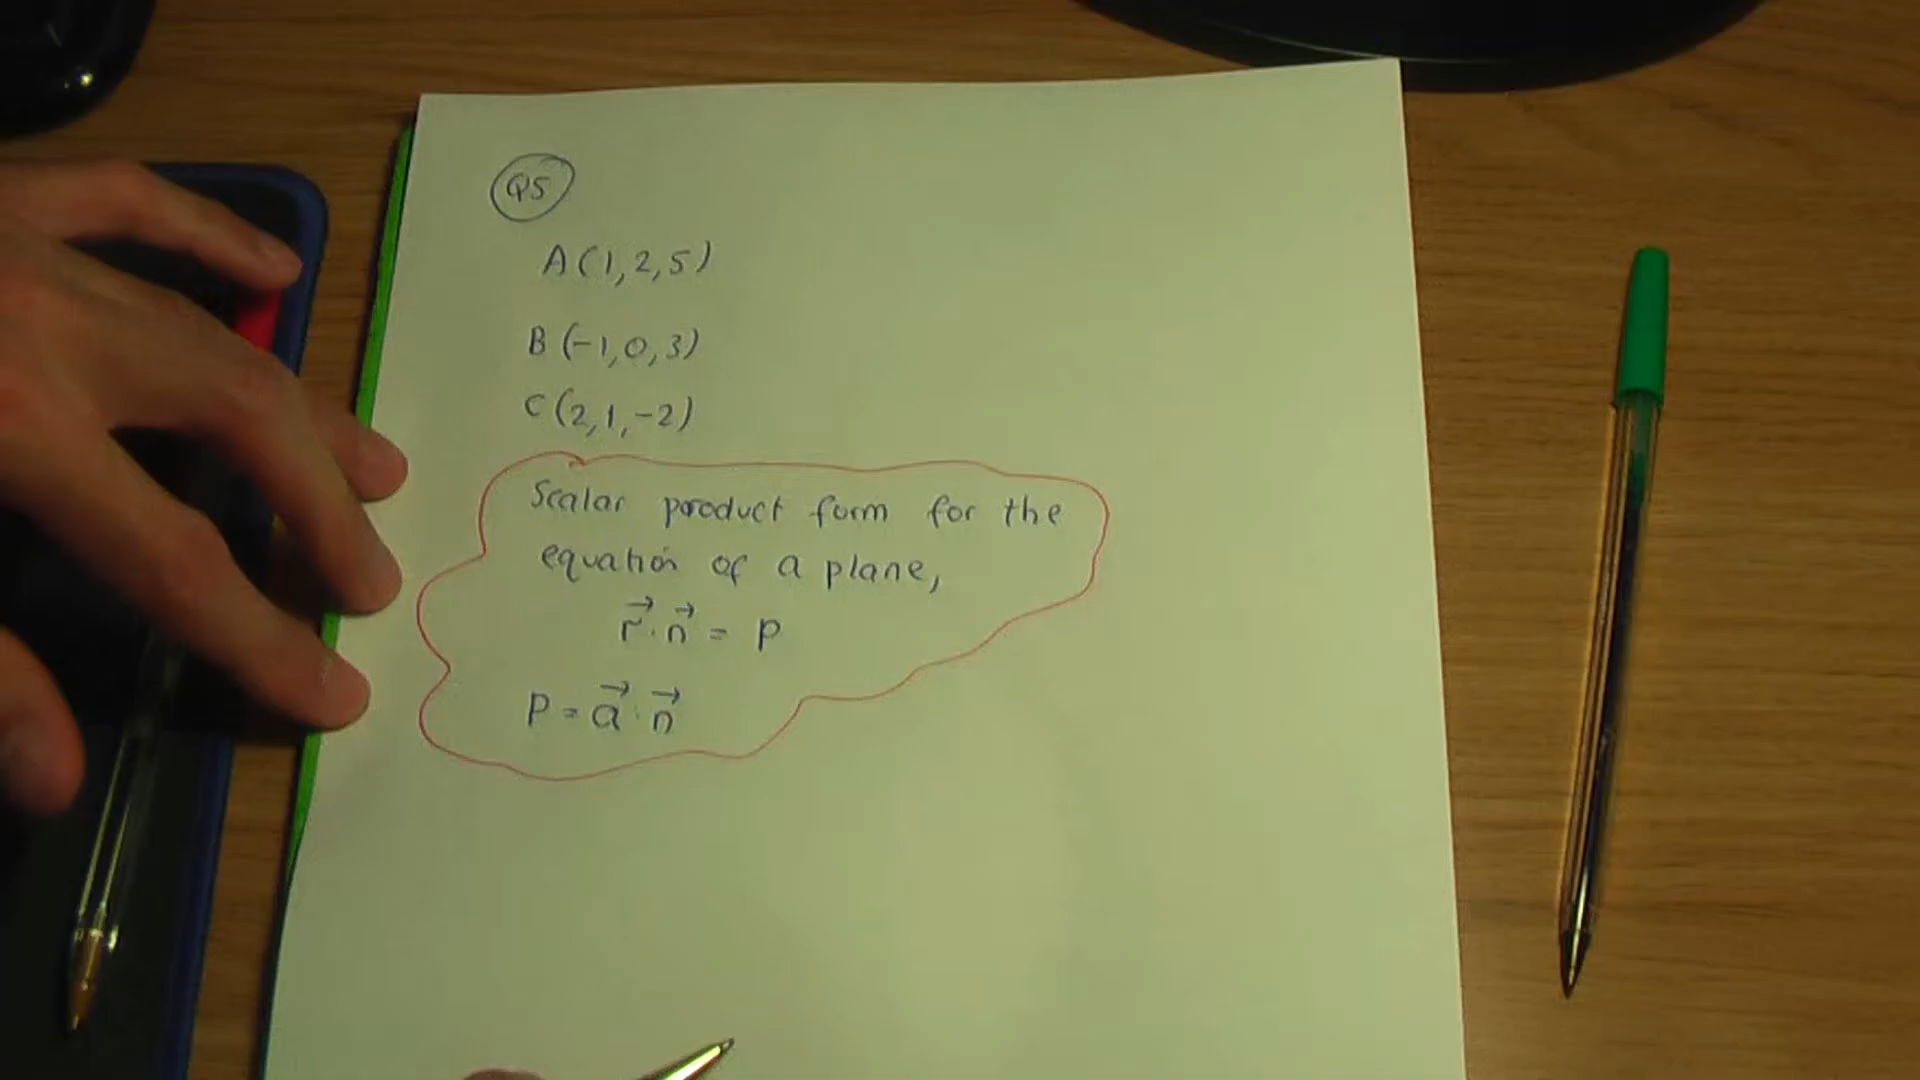 Q5
A(1,2,5)
B(-1,0,3)
C(2,1,-2)
Scalar product form for the
equation of a plane,
r⃗·n⃗ = p
p = a⃗·n⃗